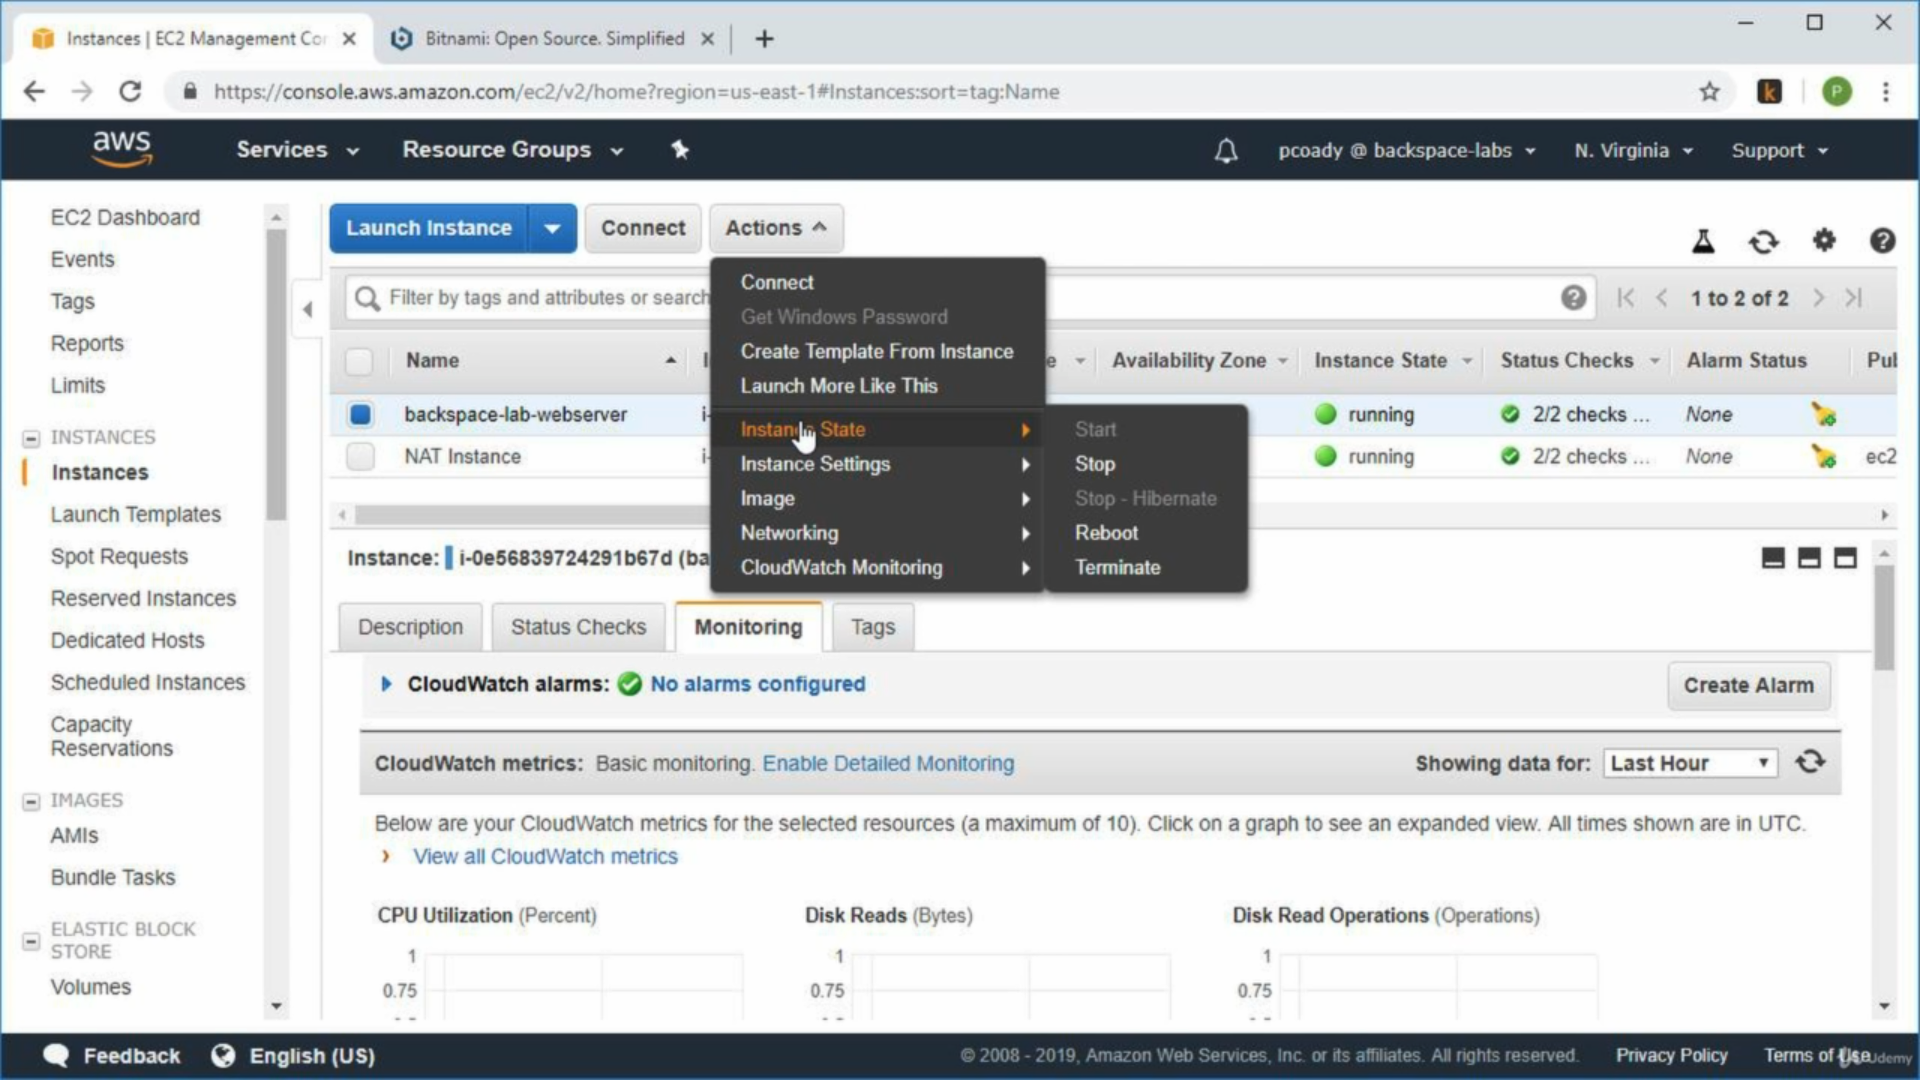 Instances | EC2 Management Cor
Bitnami: Open Source. Simplified
https://console.aws.amazon.com/ec2/v2/home?region=us-east-1#Instances:sort=tag:Name
k
P
aws
Services
Resource Groups
pcoady @ backspace-labs
N. Virginia
Support
EC2 Dashboard
Events
Tags
Reports
Limits
INSTANCES
Instances
Launch Templates
Spot Requests
Reserved Instances
Dedicated Hosts
Scheduled Instances
Capacity
Reservations
IMAGES
AMIs
Bundle Tasks
ELASTIC BLOCK
STORE
Volumes
Launch Instance
Connect
Actions
Filter by tags and attributes or search
1 to 2 of 2
Name
e
Availability Zone
Instance State
Status Checks
Alarm Status
Pub
backspace-lab-webserver
i-
running
2/2 checks ...
None
NAT Instance
i-
running
2/2 checks ...
None
ec2
Connect
Get Windows Password
Create Template From Instance
Launch More Like This
Instance State
Instance Settings
Image
Networking
CloudWatch Monitoring
Start
Stop
Stop - Hibernate
Reboot
Terminate
Instance: i-0e56839724291b67d (ba
Description
Status Checks
Monitoring
Tags
CloudWatch alarms: No alarms configured
Create Alarm
CloudWatch metrics: Basic monitoring. Enable Detailed Monitoring
Showing data for: Last Hour
Below are your CloudWatch metrics for the selected resources (a maximum of 10). Click on a graph to see an expanded view. All times shown are in UTC.
View all CloudWatch metrics
CPU Utilization (Percent)
1
0.75
Disk Reads (Bytes)
1
0.75
Disk Read Operations (Operations)
1
0.75
Feedback
English (US)
© 2008 - 2019, Amazon Web Services, Inc. or its affiliates. All rights reserved.
Privacy Policy
Terms of Use
Udemy